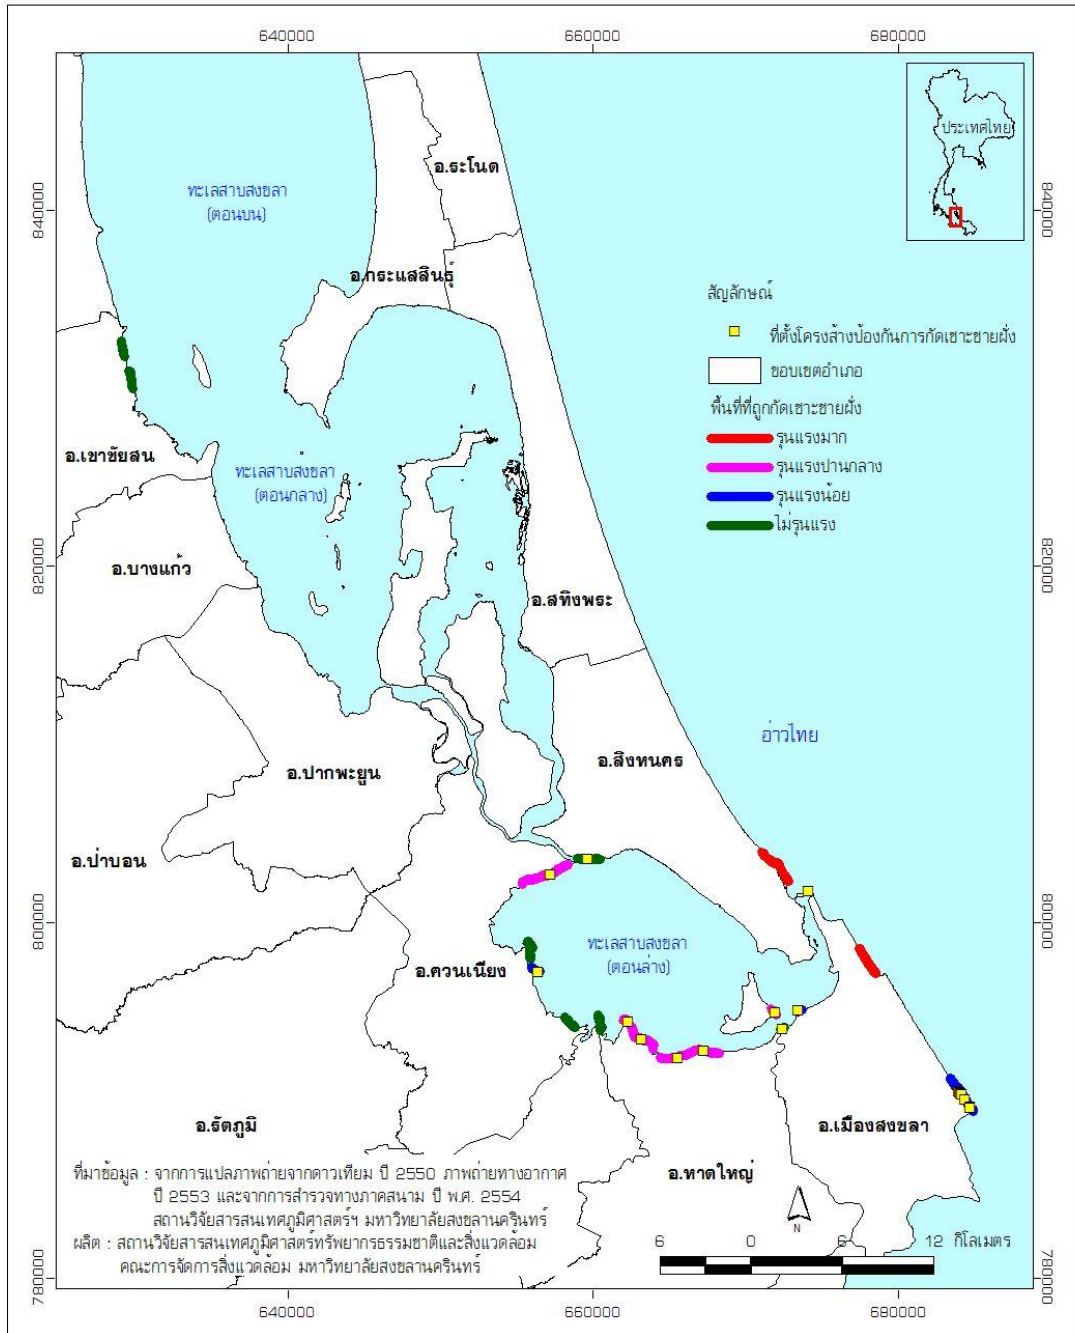 640000
660000
680000
ประเทศไทย
อ.ระโนด
ทะเลสาบสงขลา
(ตอนบน)
840000
840000
อ.กระแสสินธุ์
สัญลักษณ์
ที่ตั้งโครงสร้างป้องกันการกัดเซาะชายฝั่ง
ขอบเขตอำเภอ
พื้นที่ที่ถูกกัดเซาะชายฝั่ง
รุนแรงมาก
รุนแรงปานกลาง
รุนแรงน้อย
ไม่รุนแรง
อ.เขาชัยสน
ทะเลสาบสงขลา
(ตอนกลาง)
อ.บางแก้ว
820000
820000
อ.สทิงพระ
อ่าวไทย
อ.สิงหนคร
อ.ปากพะยูน
อ.ป่าบอน
800000
800000
ทะเลสาบสงขลา
(ตอนล่าง)
อ.ควนเนียง
อ.รัตภูมิ
อ.เมืองสงขลา
อ.หาดใหญ่
ที่มาข้อมูล : จากการแปลภาพถ่ายจากดาวเทียม ปี 2550 ภาพถ่ายทางอากาศ
ปี 2553 และจากการสำรวจทางภาคสนาม ปี พ.ศ. 2554
สถานวิจัยสารสนเทศภูมิศาสตร์ฯ มหาวิทยาลัยสงขลานครินทร์
ผลิต : สถานวิจัยสารสนเทศภูมิศาสตร์ทรัพยากรธรรมชาติและสิ่งแวดล้อม
คณะการจัดการสิ่งแวดล้อม มหาวิทยาลัยสงขลานครินทร์
N
6 0 6 12 กิโลเมตร
780000
780000
640000
660000
680000